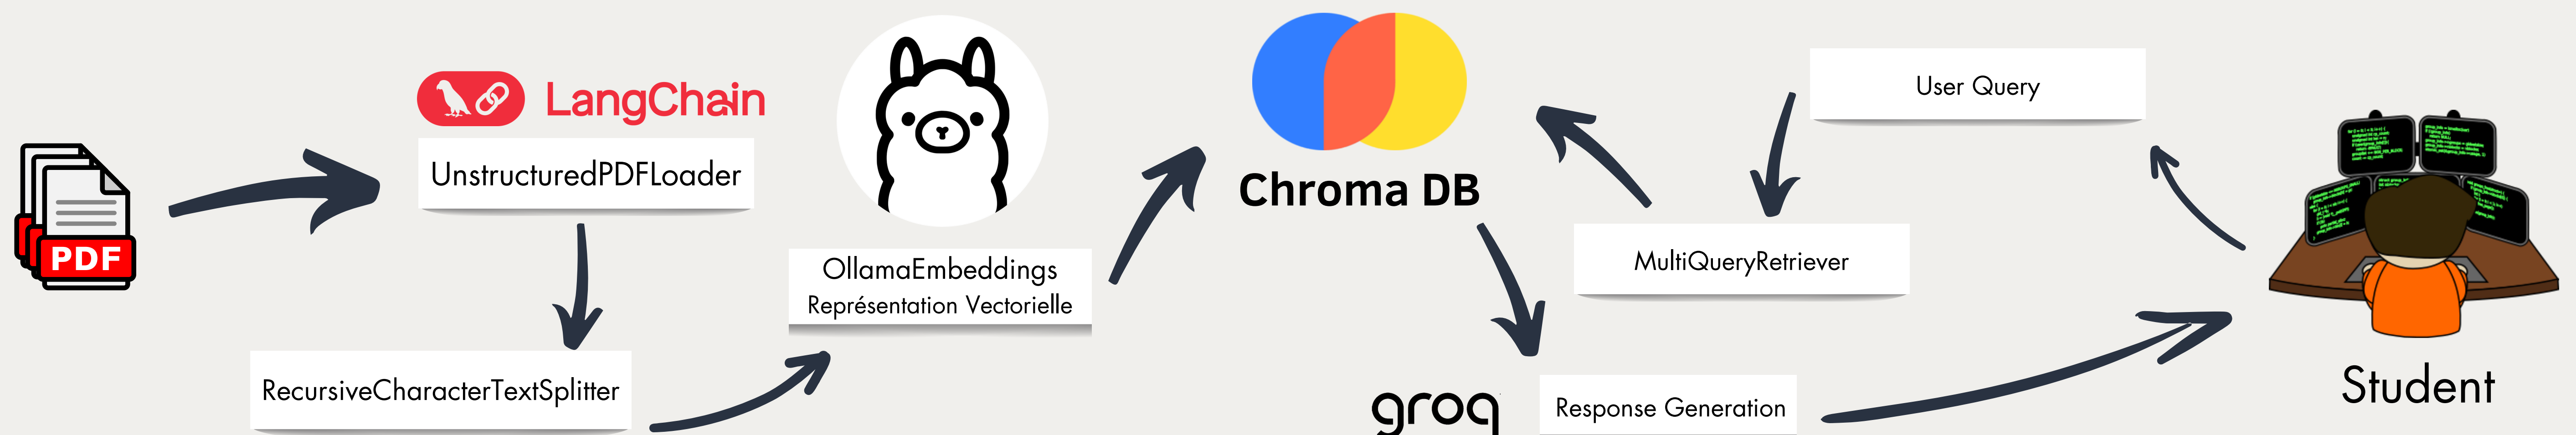 PDF
LangChain
UnstructuredPDFLoader
RecursiveCharacterTextSplitter
OllamaEmbeddings
Représentation Vectorielle
Chroma DB
User Query
MultiQueryRetriever
groq
Response Generation
Student